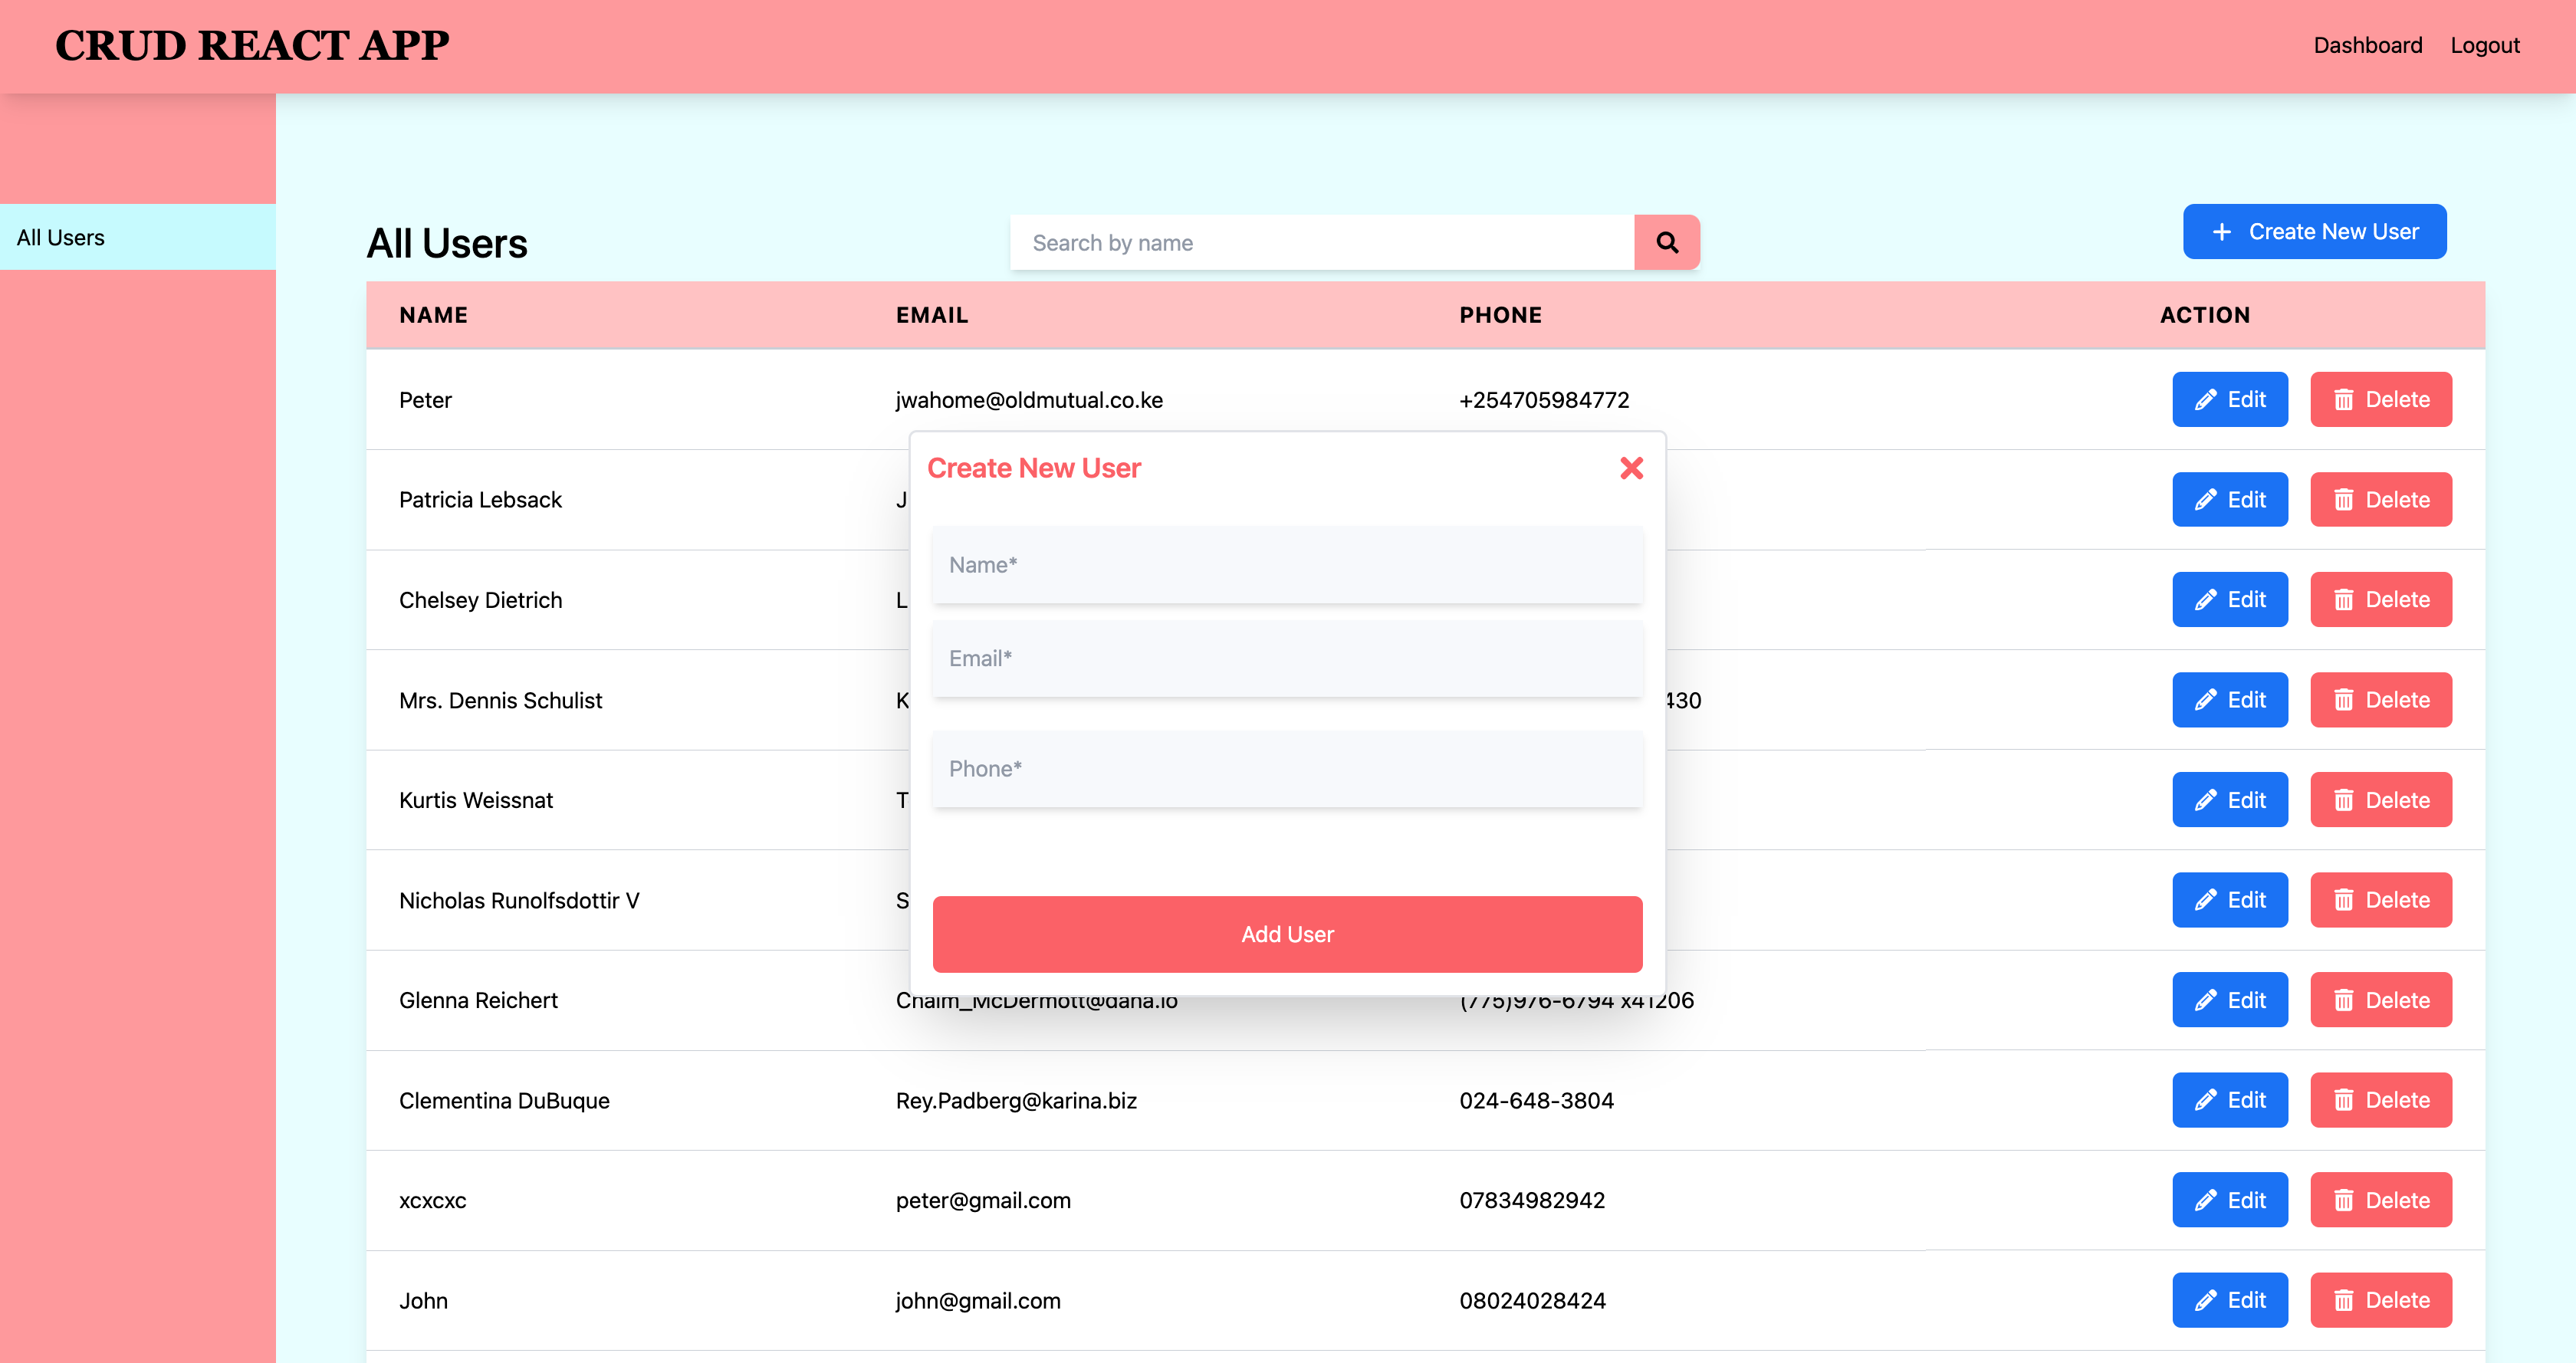 CRUD REACT APP
Dashboard Logout
All Users
All Users
Search by name
Create New User
NAME EMAIL PHONE ACTION
Peter jwahome@oldmutual.co.ke +254705984772 Edit Delete
Create New User
Patricia Lebsack J Edit Delete
Name*
Chelsey Dietrich L Edit Delete
Email*
Mrs. Dennis Schulist K 430 Edit Delete
Phone*
Kurtis Weissnat T Edit Delete
Nicholas Runolfsdottir V S Edit Delete
Add User
Glenna Reichert Chaim_McDermott@dana.io (775)976-6794 x41206 Edit Delete
Clementina DuBuque Rey.Padberg@karina.biz 024-648-3804 Edit Delete
xcxcxc peter@gmail.com 07834982942 Edit Delete
John john@gmail.com 08024028424 Edit Delete